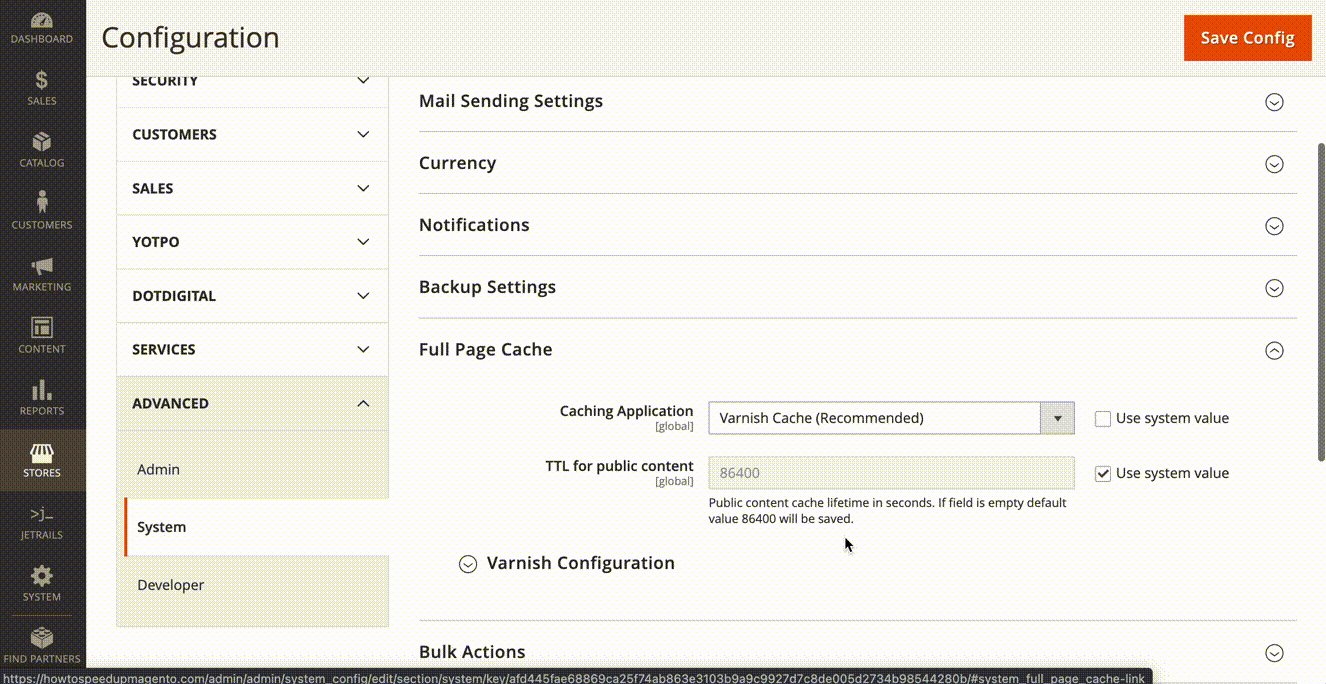 Configuration
Save Config
DASHBOARD
SALES
CATALOG
CUSTOMERS
MARKETING
CONTENT
REPORTS
STORES
>_
JETRAILS
SYSTEM
FIND PARTNERS
SECURITY
CUSTOMERS
SALES
YOTPO
DOTDIGITAL
SERVICES
ADVANCED
Admin
System
Developer
Mail Sending Settings
Currency
Notifications
Backup Settings
Full Page Cache
Caching Application
[global]
Varnish Cache (Recommended)
Use system value
TTL for public content
[global]
86400
Use system value
Public content cache lifetime in seconds. If field is empty default
value 86400 will be saved.
Varnish Configuration
Bulk Actions
https://howtospeedupmagento.com/admin/admin/system_config/edit/section/system/key/afd445fae68869ca25f74ab863e3103b9a9c9927d7c8de005d2734b98544280b/#system_full_page_cache-link